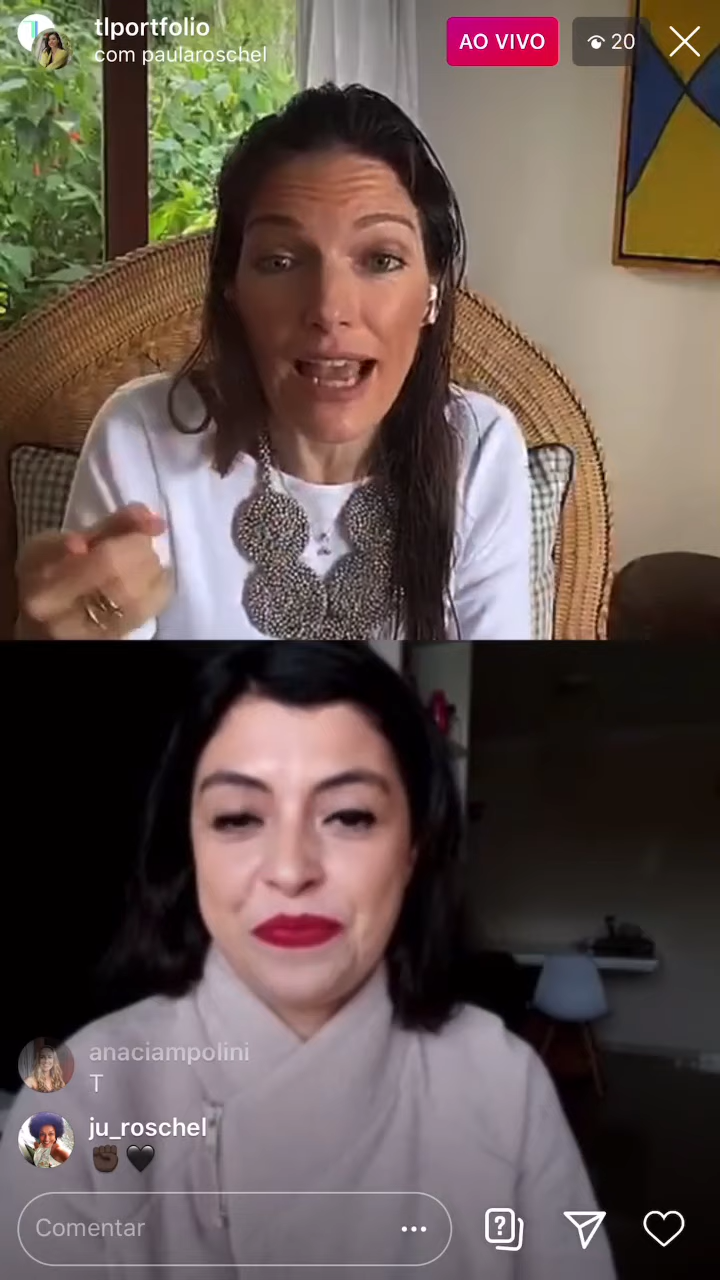 tlportfolio
com paularoschel
AO VIVO
20
anaciampolini
T
ju_roschel
Comentar